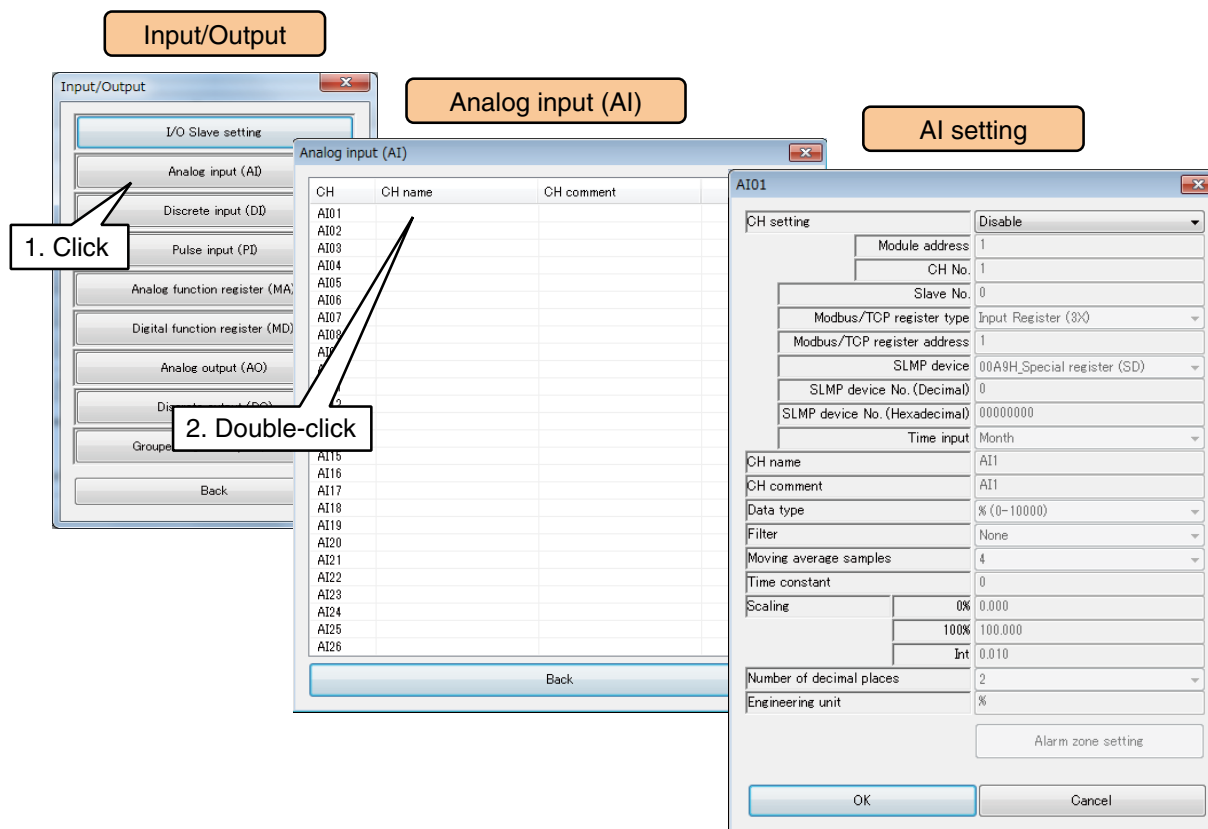 Input/Output
Input/Output
I/O Slave setting
Analog input (AI)
Discrete input (DI)
1. Click
Pulse input (PI)
Analog function register (MA)
Digital function register (MD)
Analog output (AO)
Groupe
Back
Analog input (AI)
Analog input (AI)
CH CH name CH comment
AI01
AI02
AI03
AI04
AI05
AI06
AI07
AI08
2. Double-click
AI15
AI16
AI17
AI18
AI19
AI20
AI21
AI22
AI23
AI24
AI25
AI26
Back
AI setting
AI01
CH setting Disable
Module address 1
CH No. 1
Slave No. 0
Modbus/TCP register type Input Register (3X)
Modbus/TCP register address 1
SLMP device 00A9H_Special register (SD)
SLMP device No. (Decimal) 0
SLMP device No. (Hexadecimal) 00000000
Time input Month
CH name AI1
CH comment AI1
Data type % (0-10000)
Filter None
Moving average samples 4
Time constant 0
Scaling 0% 0.000
100% 100.000
Int 0.010
Number of decimal places 2
Engineering unit %
Alarm zone setting
OK Cancel